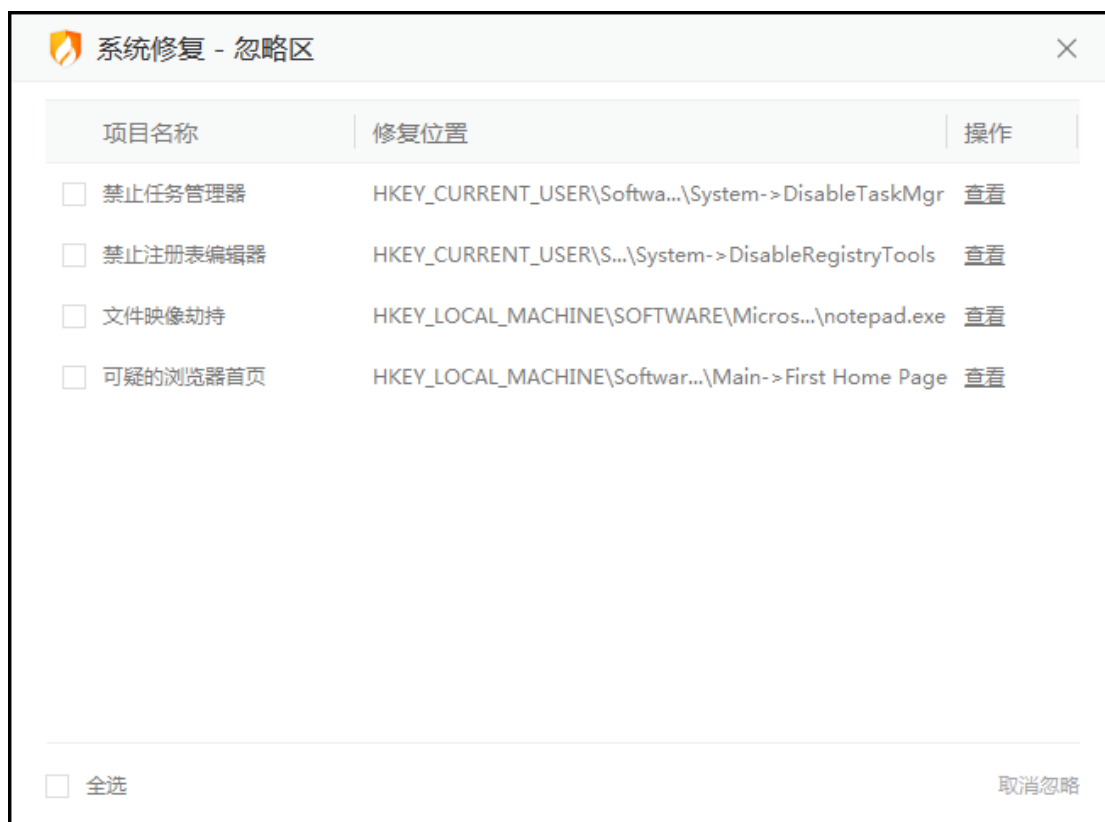 系统修复 - 忽略区
项目名称 修复位置 操作
禁止任务管理器 HKEY_CURRENT_USER\Softwa...\System->DisableTaskMgr 查看
禁止注册表编辑器 HKEY_CURRENT_USER\S...\System->DisableRegistryTools 查看
文件映像劫持 HKEY_LOCAL_MACHINE\SOFTWARE\Micros...\notepad.exe 查看
可疑的浏览器首页 HKEY_LOCAL_MACHINE\Softwar...\Main->First Home Page 查看
全选 取消忽略